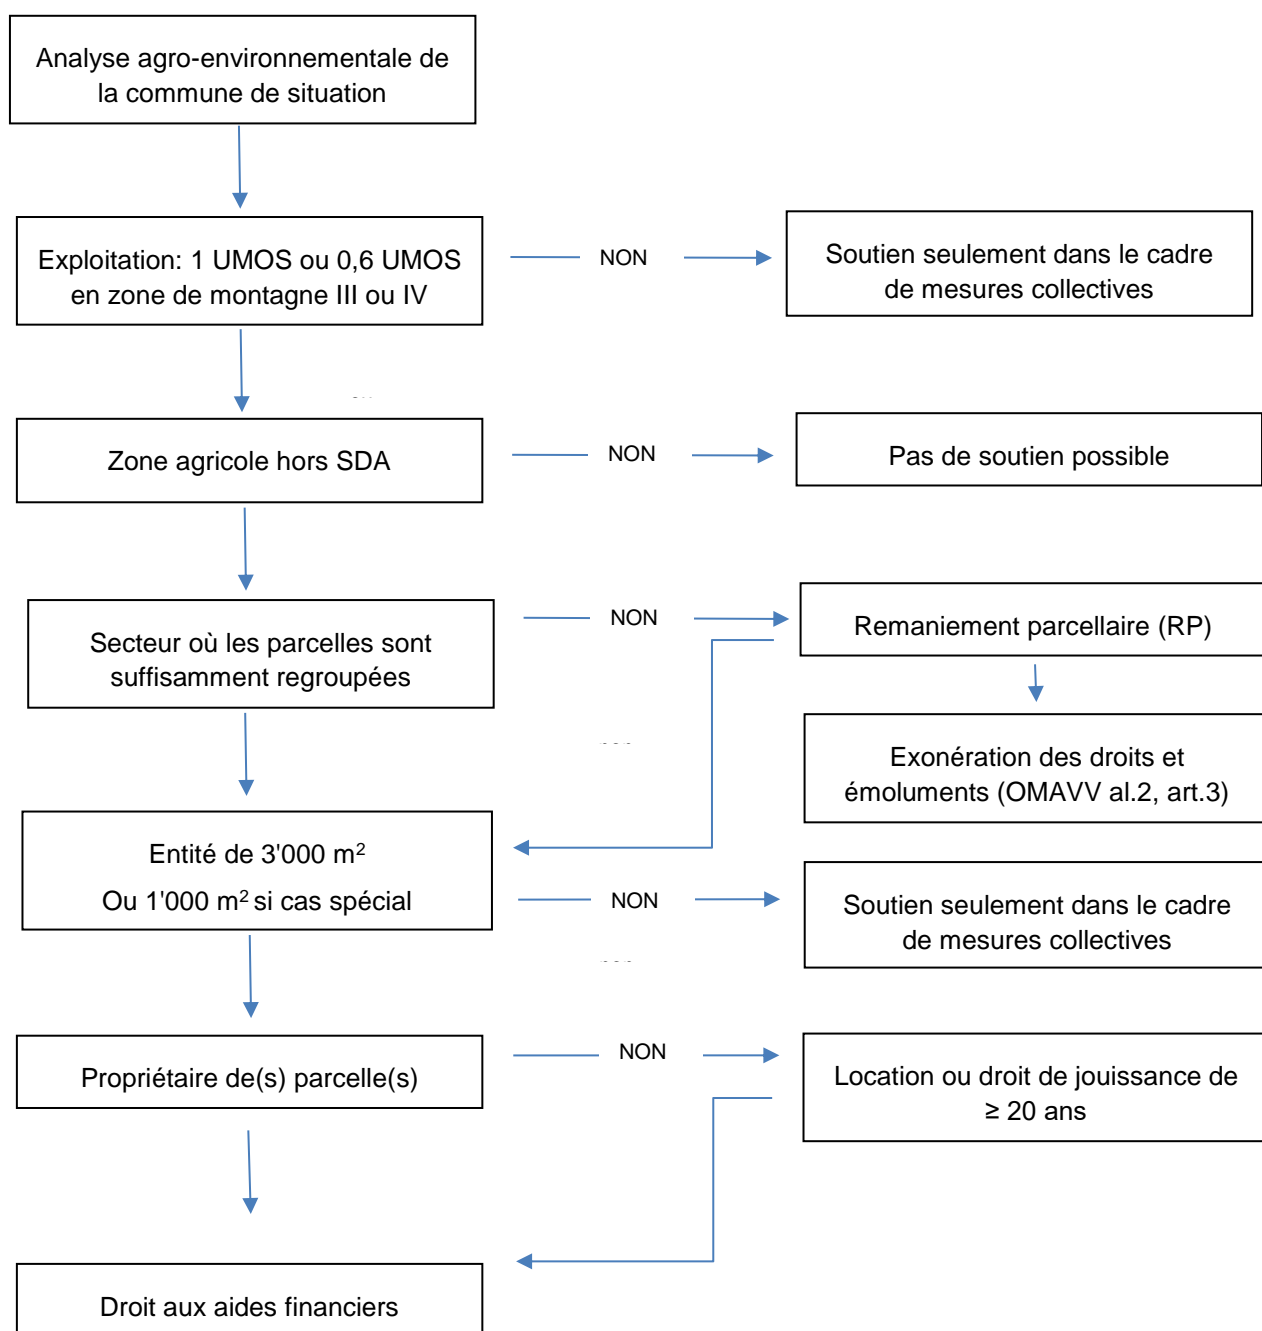 Analyse agro-environnementale de
la commune de situation
Exploitation: 1 UMOS ou 0,6 UMOS
en zone de montagne III ou IV
NON
Soutien seulement dans le cadre
de mesures collectives
Zone agricole hors SDA
NON
Pas de soutien possible
Secteur où les parcelles sont
suffisamment regroupées
NON
Remaniement parcellaire (RP)
Exonération des droits et
émoluments (OMAVV al.2, art.3)
Entité de 3'000 m²
Ou 1'000 m² si cas spécial
NON
Soutien seulement dans le cadre
de mesures collectives
Propriétaire de(s) parcelle(s)
NON
Location ou droit de jouissance de
≥ 20 ans
Droit aux aides financiers